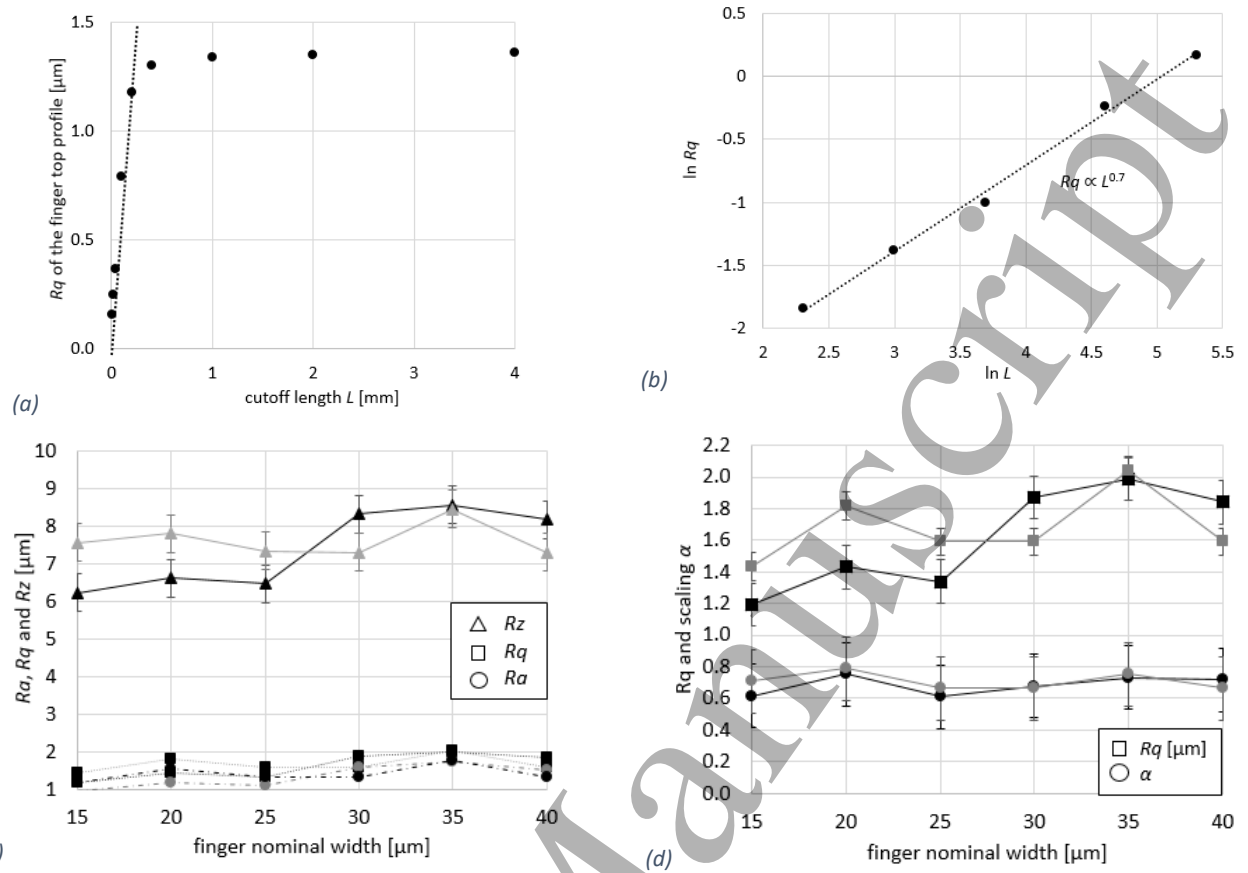 1.5
1.0
0.5
0.0
Rq of the finger top profile [µm]
0 1 2 3 4
cutoff length L [mm]
(a)
0.5
0
-0.5
-1
-1.5
-2
ln Rq
Rq ∝ L^0.7
2 2.5 3 3.5 4 4.5 5 5.5
ln L
(b)
10
9
8
7
6
5
4
3
2
1
Ra, Rq and Rz [µm]
Rz
Rq
Ra
15 20 25 30 35 40
finger nominal width [µm]
)
2.2
2.0
1.8
1.6
1.4
1.2
1.0
0.8
0.6
0.4
0.2
0.0
Rq and scaling α
Rq [µm]
α
15 20 25 30 35 40
finger nominal width [µm]
(d)
Manuscript